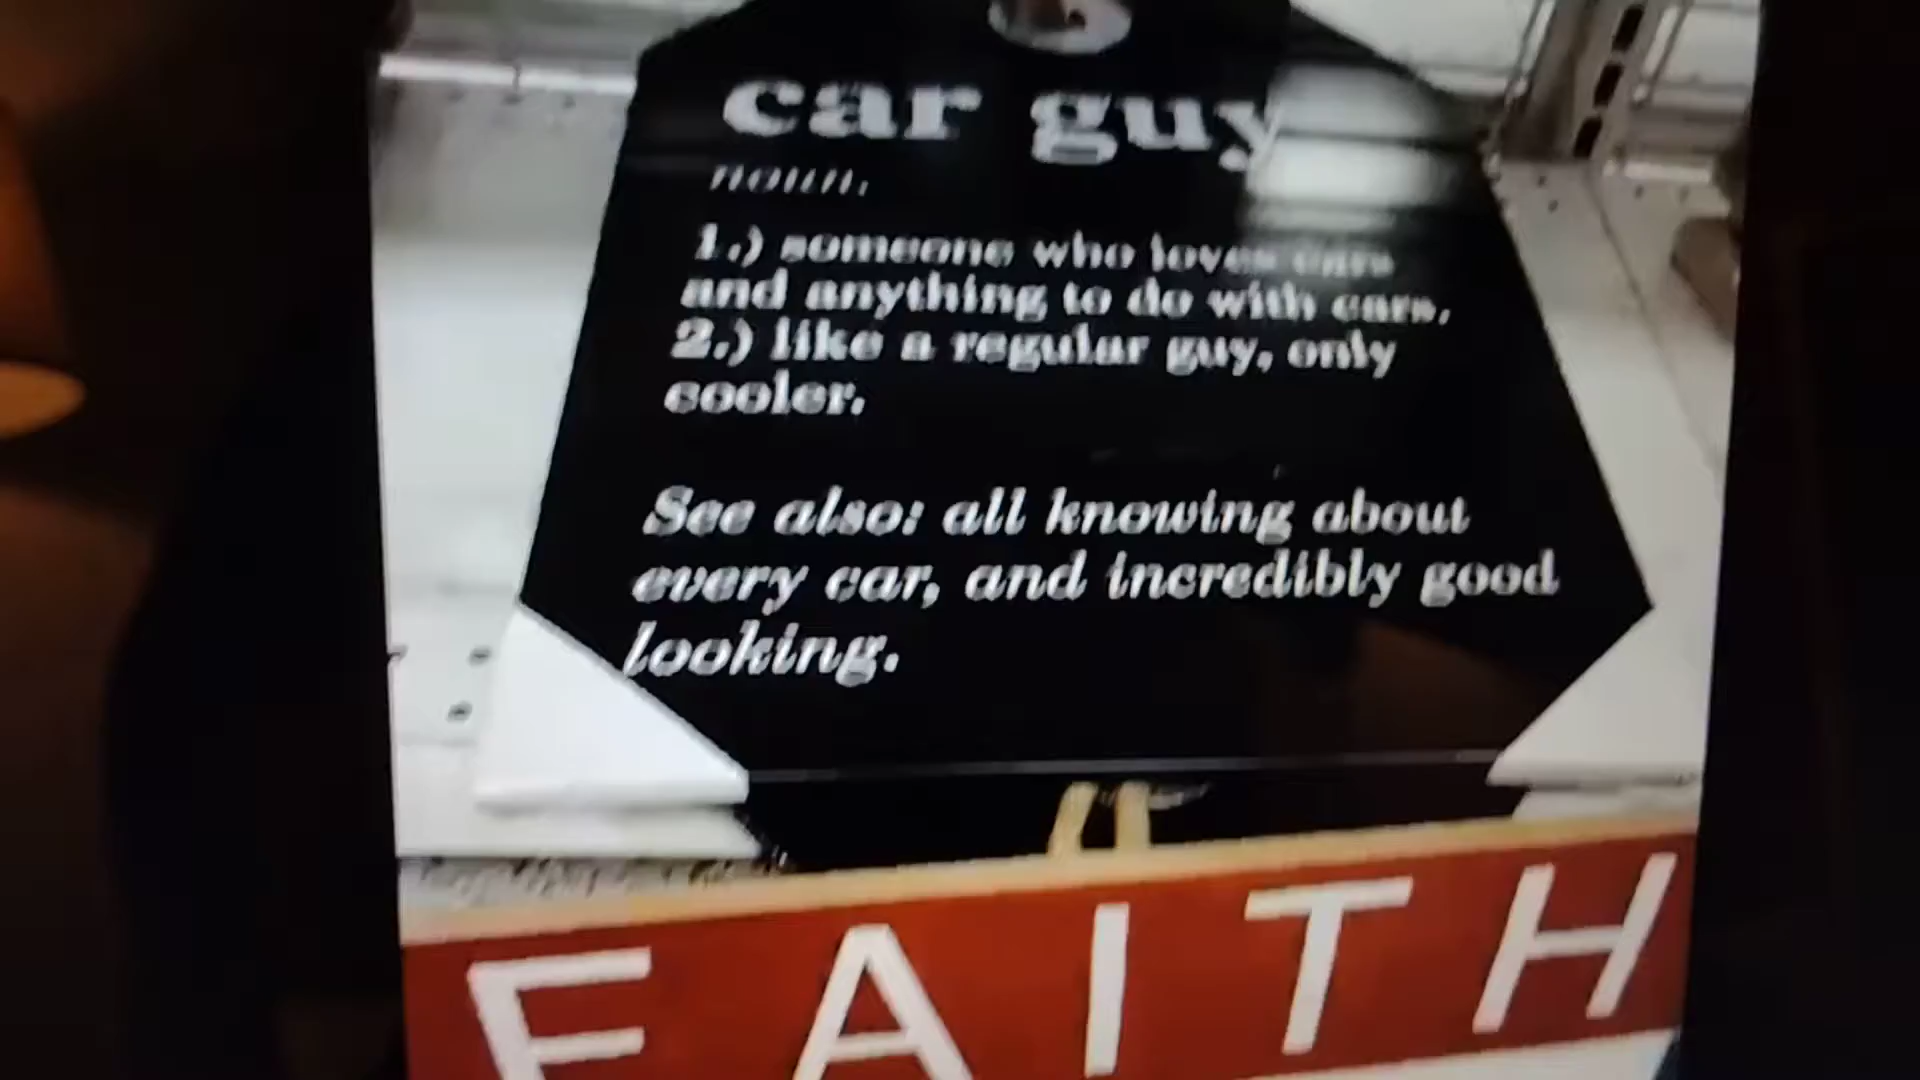 car guy
noun.
1.) someone who loves cars
and anything to do with cars.
2.) like a regular guy, only
cooler.
See also: all knowing about
every car, and incredibly good
looking.
FAITH